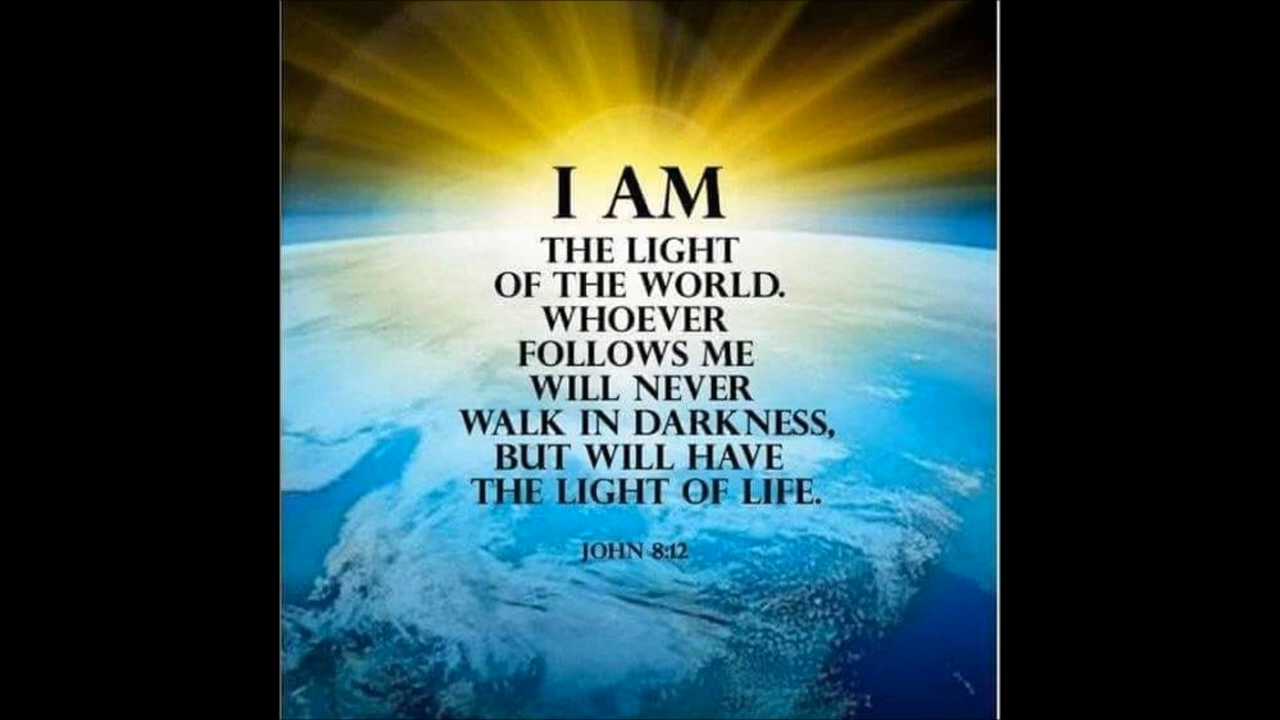 I AM
THE LIGHT
OF THE WORLD.
WHOEVER
FOLLOWS ME
WILL NEVER
WALK IN DARKNESS,
BUT WILL HAVE
THE LIGHT OF LIFE.
JOHN 8:12